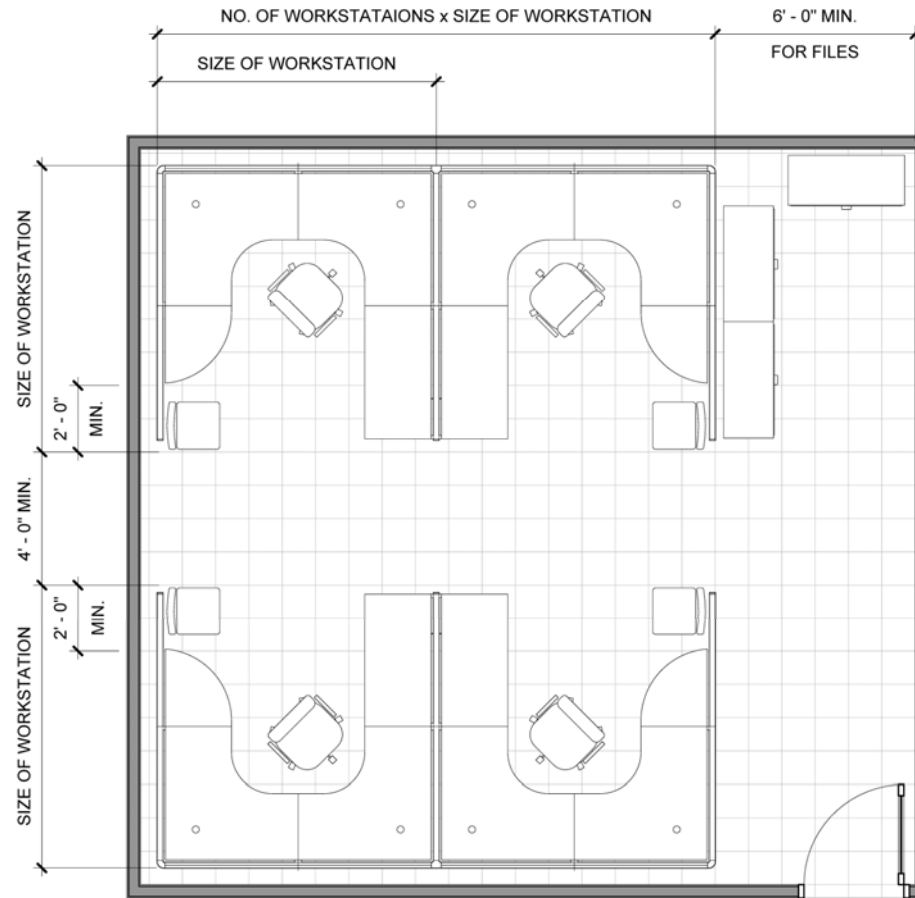 NO. OF WORKSTATAIONS x SIZE OF WORKSTATION
6' - 0" MIN.
FOR FILES
SIZE OF WORKSTATION
SIZE OF WORKSTATION
2' - 0"
MIN.
4' - 0" MIN.
2' - 0"
MIN.
SIZE OF WORKSTATION